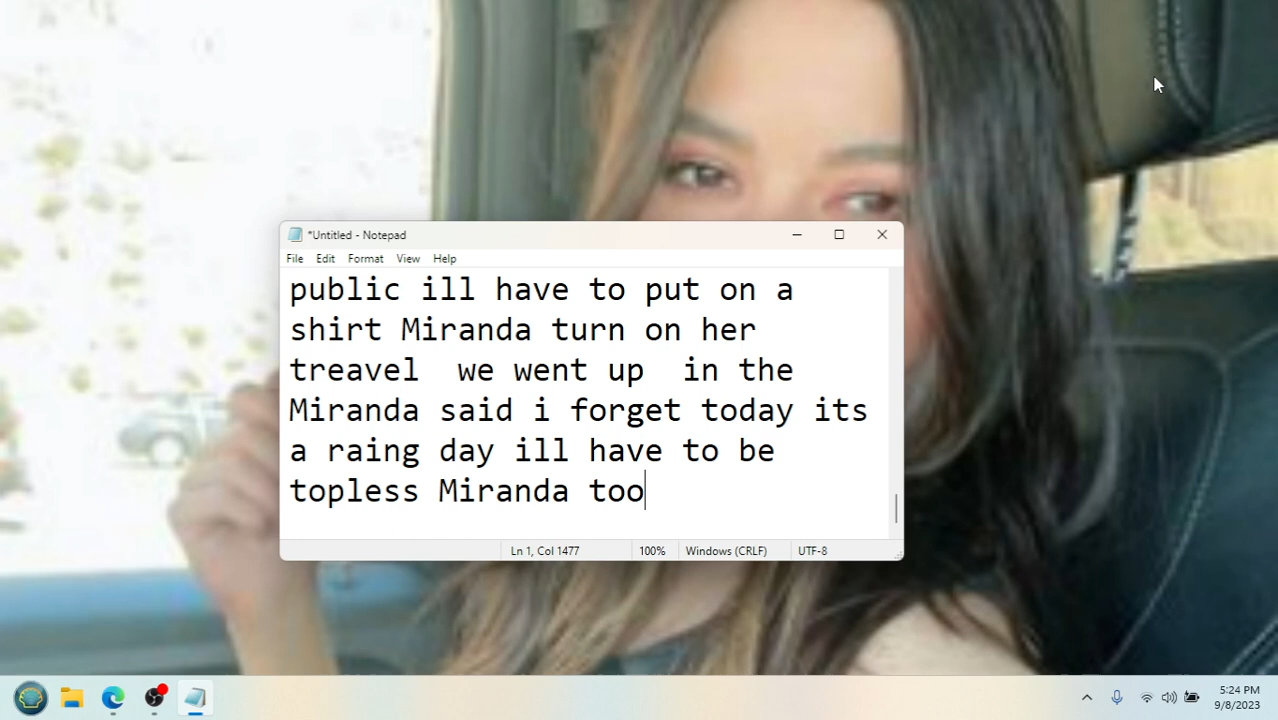 *Untitled - Notepad
File Edit Format View Help
public ill have to put on a
shirt Miranda turn on her
treavel  we went up  in the
Miranda said i forget today its
a raing day ill have to be
topless Miranda too
Ln 1, Col 1477 100% Windows (CRLF) UTF-8
5:24 PM
9/8/2023